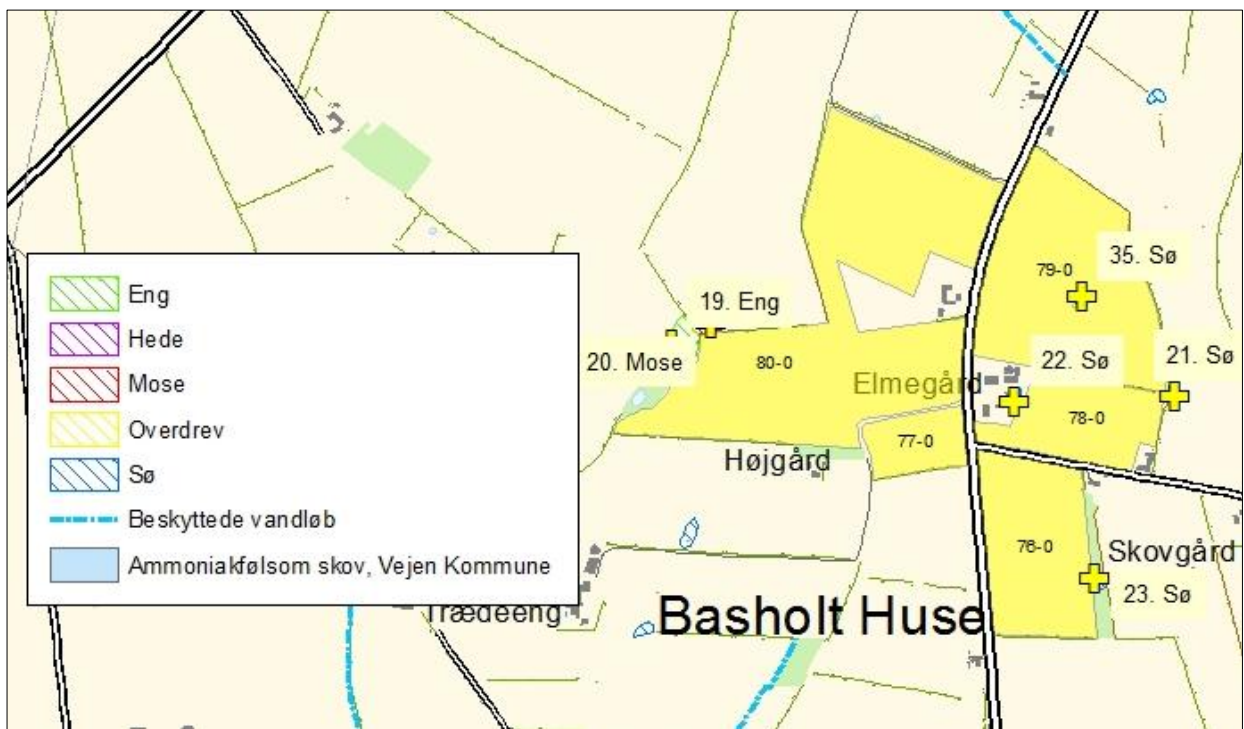 Eng
Hede
Mose
Overdrev
Sø
Beskyttede vandløb
Ammoniakfølsom skov, Vejen Kommune
35. Sø
79-0
19. Eng
20. Mose
80-0
22. Sø
21. Sø
Elmegård
78-0
77-0
Højgård
76-0
Skovgård
23. Sø
Trædeeng
Basholt Huse